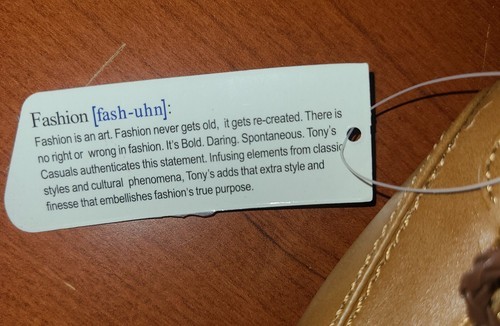 Fashion [fash-uhn]:
Fashion is an art. Fashion never gets old, it gets re-created. There is
no right or wrong in fashion. It's Bold. Daring. Spontaneous. Tony's
Casuals authenticates this statement. Infusing elements from classic
styles and cultural phenomena, Tony's adds that extra style and
finesse that embellishes fashion's true purpose.